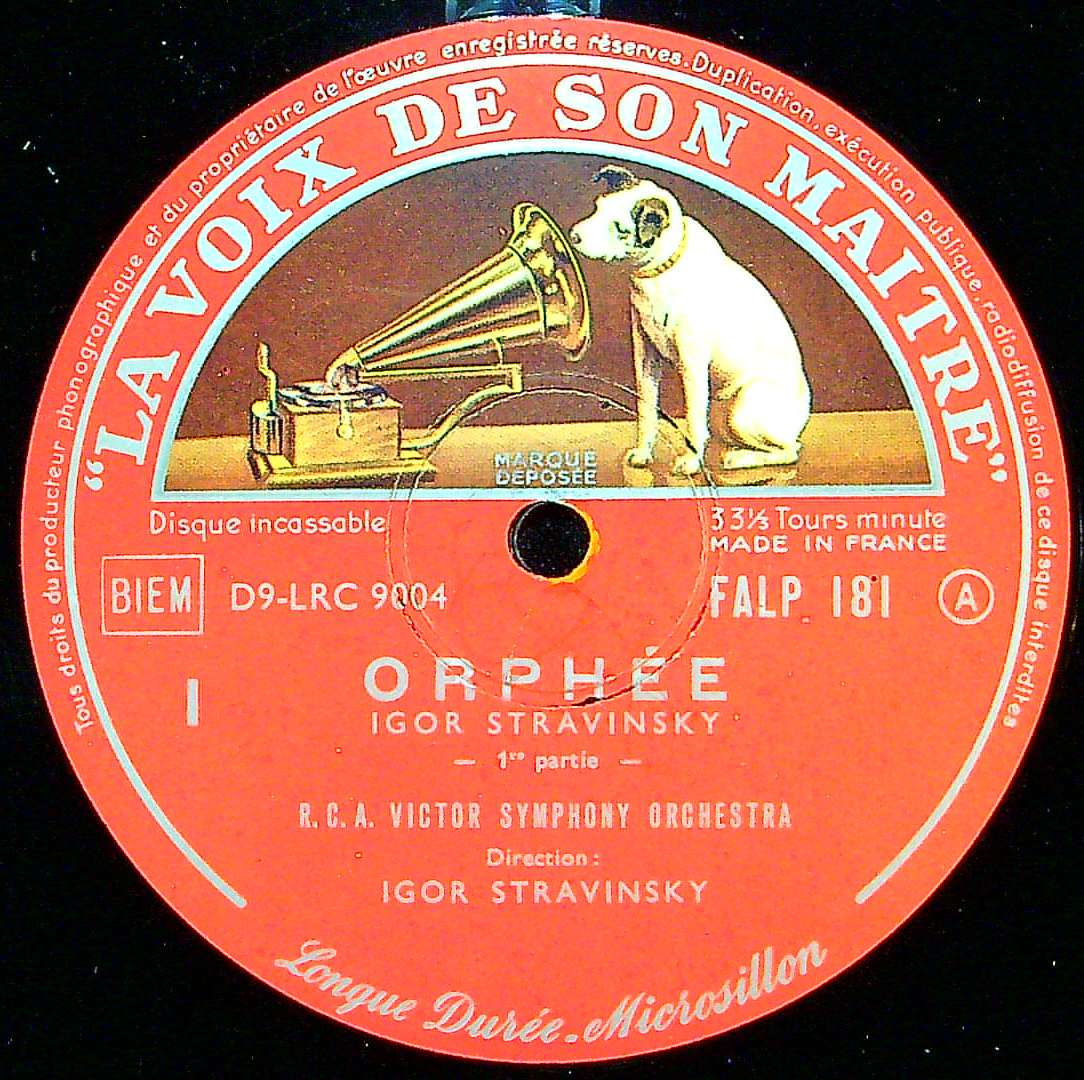 Tous droits du producteur phonographique et du propriétaire de l'œuvre enregistrée réservés. Duplication, exécution publique, radiodiffusion de ce disque interdites
"LA VOIX DE SON MAITRE"
MARQUE
DEPOSÉE
Disque incassable
33⅓ Tours minute
MADE IN FRANCE
BIEM
D9-LRC 9004
FALP 181
A
I
ORPHÉE
IGOR STRAVINSKY
— 1re partie —
R.C.A. VICTOR SYMPHONY ORCHESTRA
Direction :
IGOR STRAVINSKY
Longue Durée-Microsillon